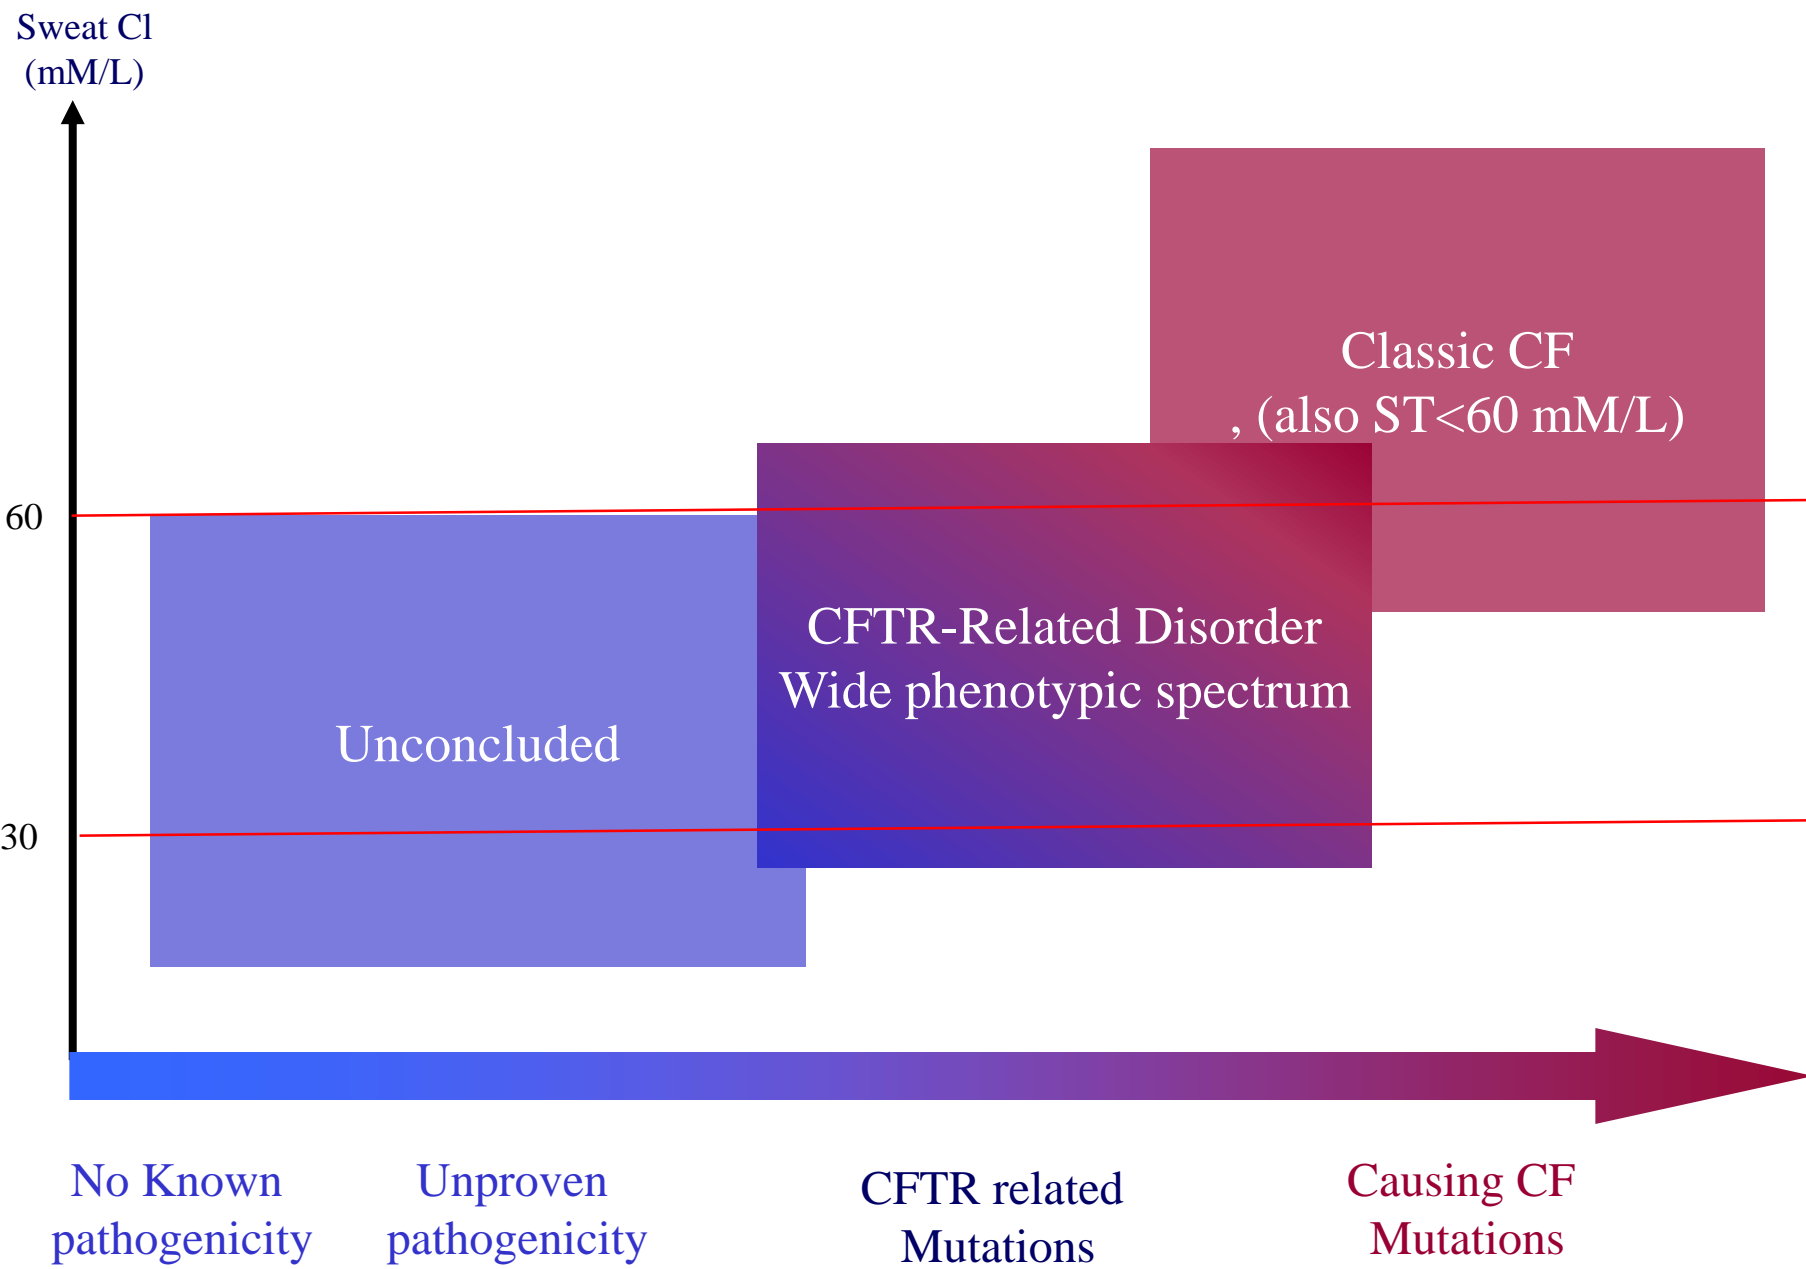 Sweat Cl
(mM/L)
Classic CF
, (also ST<60 mM/L)
60
CFTR-Related Disorder
Wide phenotypic spectrum
Unconcluded
30
No Known
pathogenicity
Unproven
pathogenicity
CFTR related
Mutations
Causing CF
Mutations